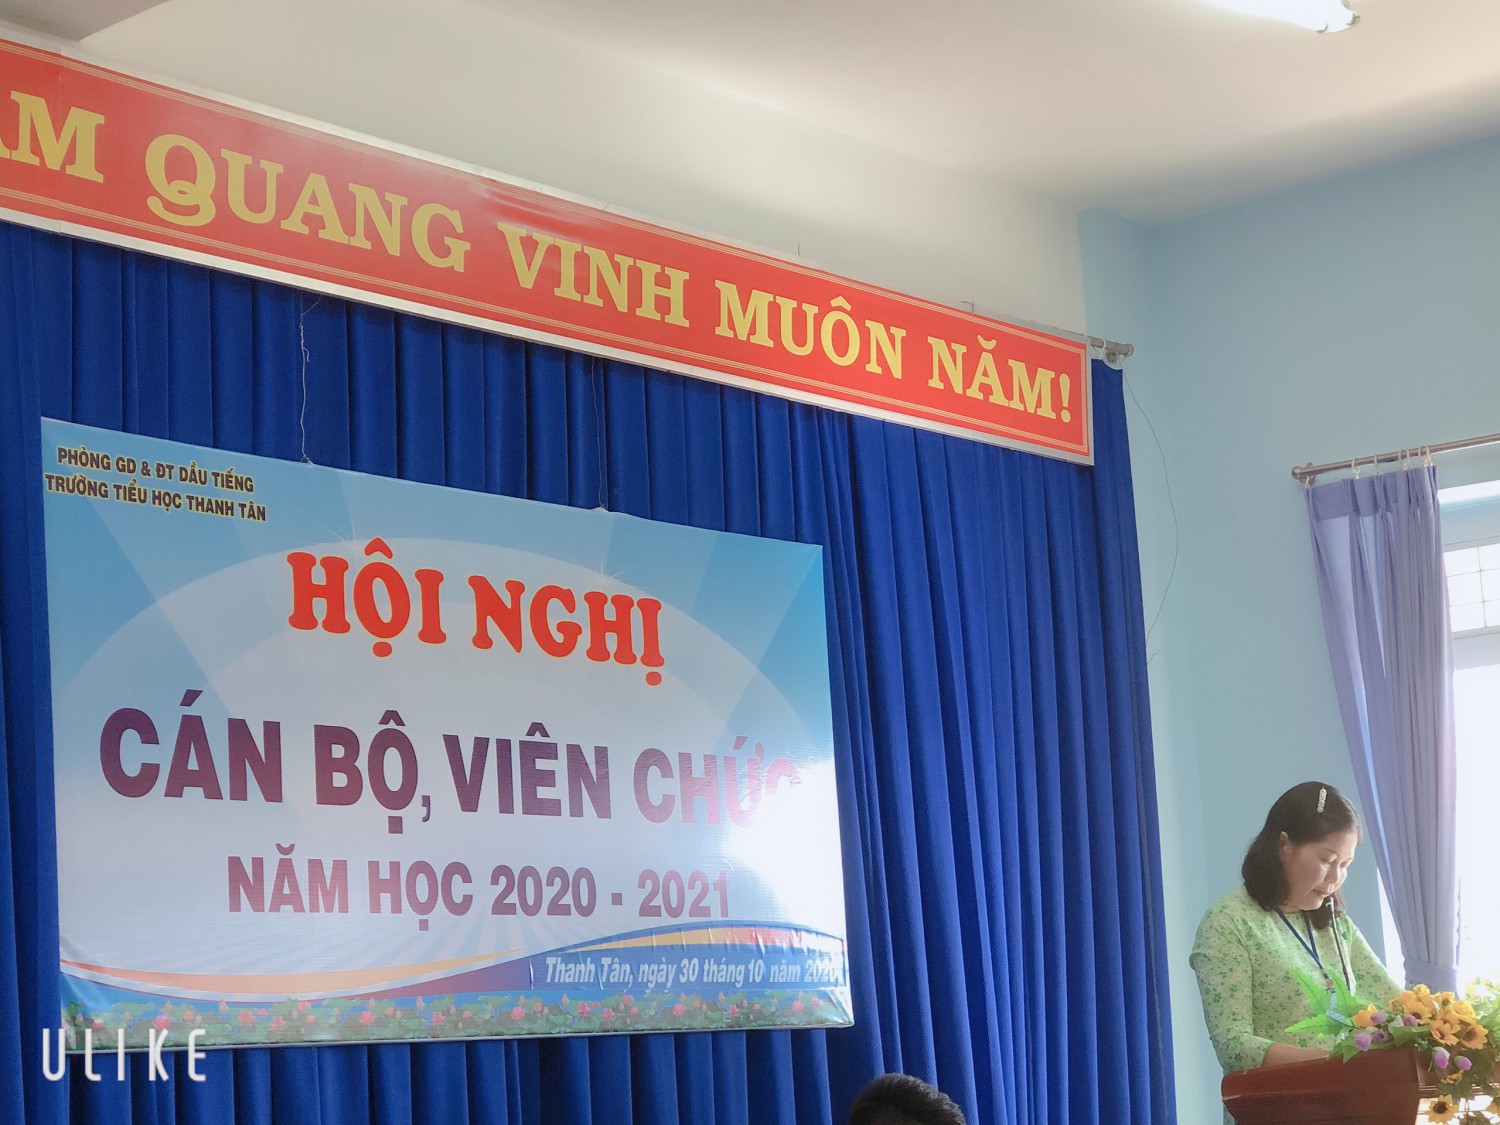 QUANG VINH MUÔN NĂM!
PHÒNG GD & ĐT DẦU TIẾNG
TRƯỜNG TIỂU HỌC THANH TÂN
HỘI NGHỊ
CÁN BỘ, VIÊN CHỨC
NĂM HỌC 2020 - 2021
Thanh Tân, ngày 30 tháng 10 năm 2020
ULIKE